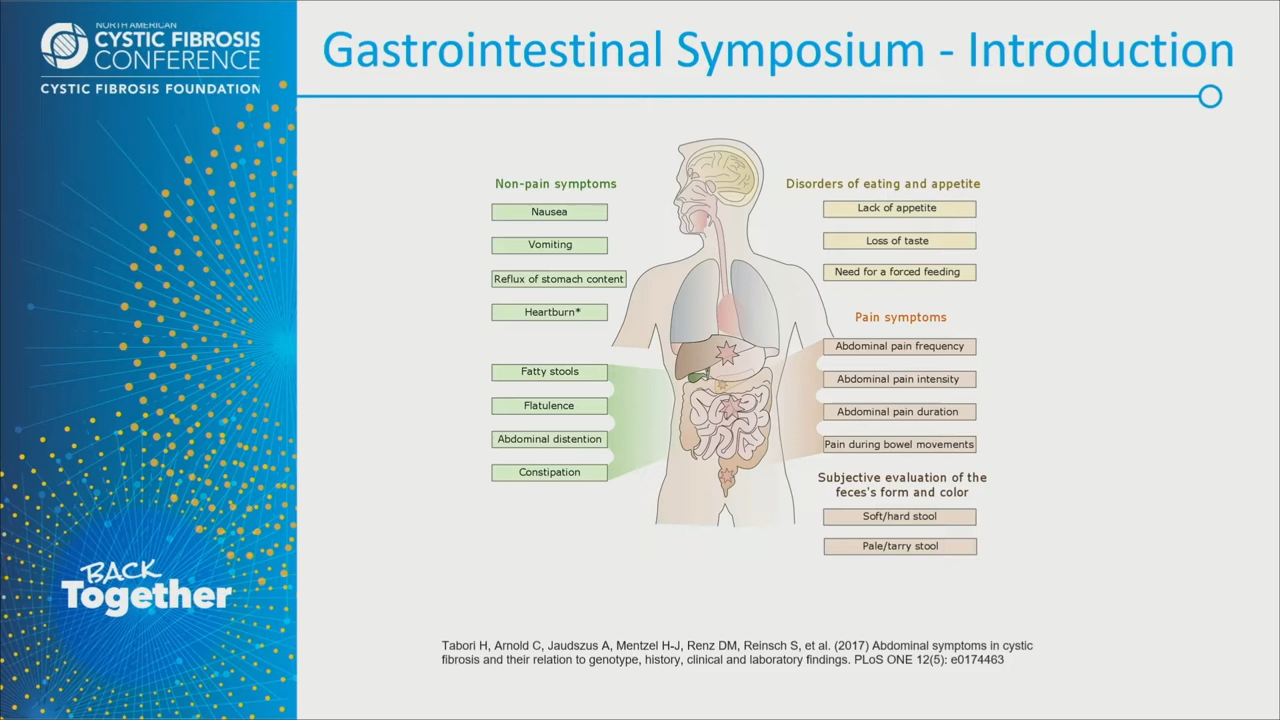 NORTH AMERICAN
CYSTIC FIBROSIS
CONFERENCE
CYSTIC FIBROSIS FOUNDATION
BACK
Together
Gastrointestinal Symposium - Introduction
Non-pain symptoms
Nausea
Vomiting
Reflux of stomach content
Heartburn*
Fatty stools
Flatulence
Abdominal distention
Constipation
Disorders of eating and appetite
Lack of appetite
Loss of taste
Need for a forced feeding
Pain symptoms
Abdominal pain frequency
Abdominal pain intensity
Abdominal pain duration
Pain during bowel movements
Subjective evaluation of the
feces's form and color
Soft/hard stool
Pale/tarry stool
Tabori H, Arnold C, Jaudszus A, Mentzel H-J, Renz DM, Reinsch S, et al. (2017) Abdominal symptoms in cystic
fibrosis and their relation to genotype, history, clinical and laboratory findings. PLoS ONE 12(5): e0174463